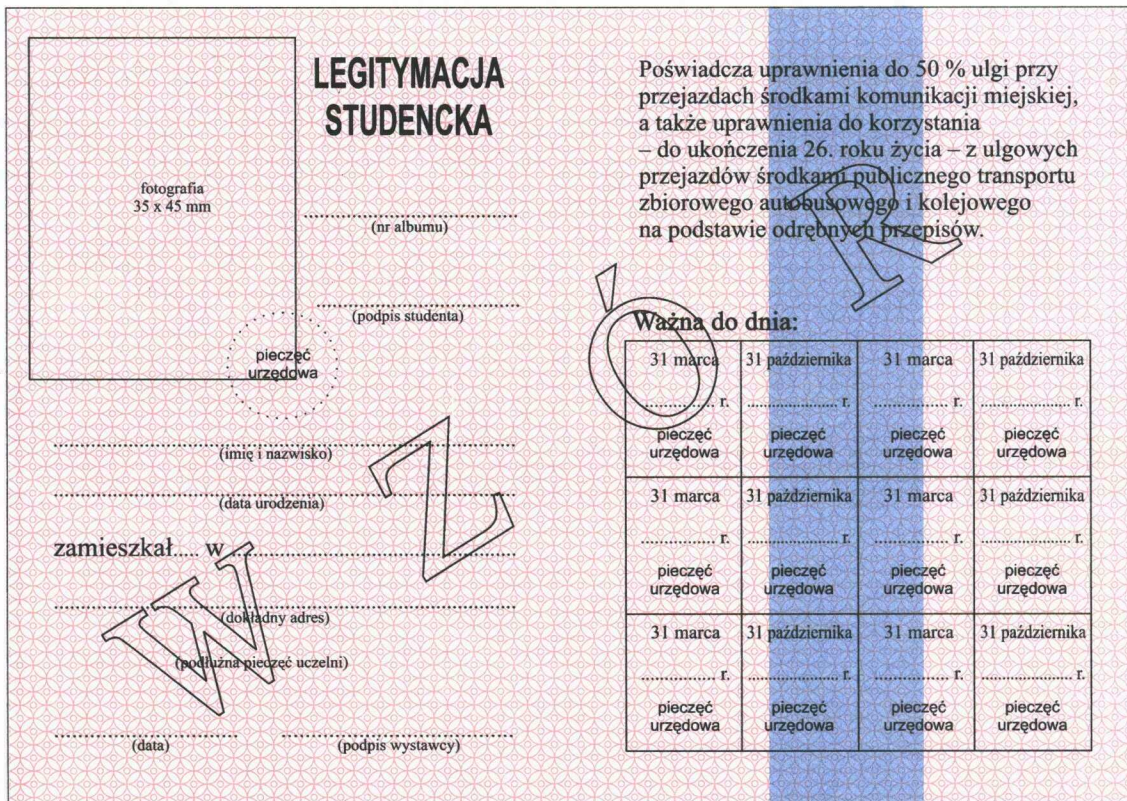 LEGITYMACJA
STUDENCKA
fotografia
35 x 45 mm
(nr albumu)
(podpis studenta)
pieczęć
urzędowa
(imię i nazwisko)
(data urodzenia)
zamieszkał.... w
(dokładny adres)
(podłużna pieczęć uczelni)
(data) (podpis wystawcy)
Poświadcza uprawnienia do 50 % ulgi przy
przejazdach środkami komunikacji miejskiej,
a także uprawnienia do korzystania
– do ukończenia 26. roku życia – z ulgowych
przejazdów środkami publicznego transportu
zbiorowego autobusowego i kolejowego
na podstawie odrębnych przepisów.
Ważna do dnia:
31 marca 31 października 31 marca 31 października
r. r. r. r.
pieczęć pieczęć pieczęć pieczęć
urzędowa urzędowa urzędowa urzędowa
31 marca 31 października 31 marca 31 października
r. r. r. r.
pieczęć pieczęć pieczęć pieczęć
urzędowa urzędowa urzędowa urzędowa
31 marca 31 października 31 marca 31 października
r. r. r. r.
pieczęć pieczęć pieczęć pieczęć
urzędowa urzędowa urzędowa urzędowa
WZÓR